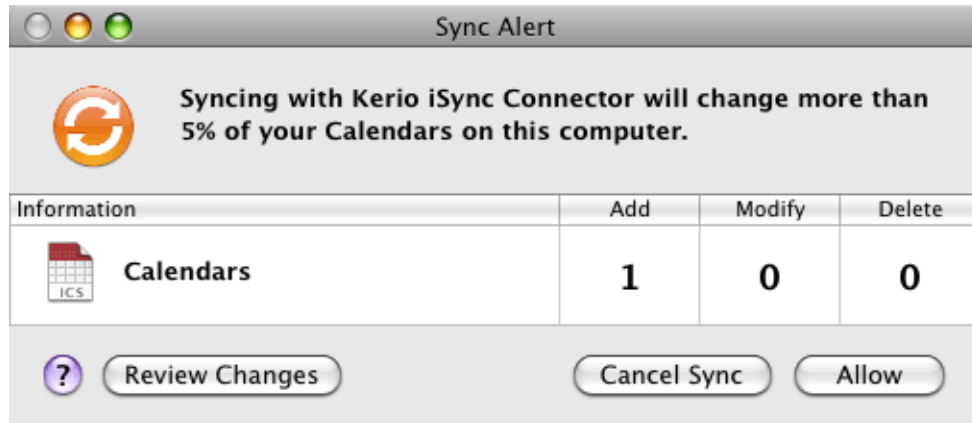 Sync Alert
Syncing with Kerio iSync Connector will change more than
5% of your Calendars on this computer.
Information Add Modify Delete
ICS Calendars 1 0 0
? Review Changes Cancel Sync Allow